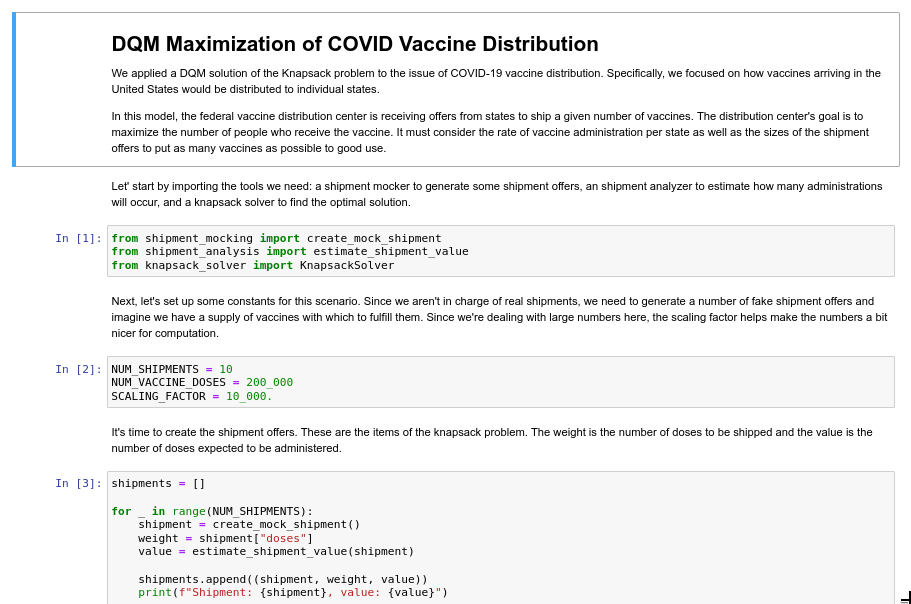 DQM Maximization of COVID Vaccine Distribution
We applied a DQM solution of the Knapsack problem to the issue of COVID-19 vaccine distribution. Specifically, we focused on how vaccines arriving in the
United States would be distributed to individual states.
In this model, the federal vaccine distribution center is receiving offers from states to ship a given number of vaccines. The distribution center's goal is to
maximize the number of people who receive the vaccine. It must consider the rate of vaccine administration per state as well as the sizes of the shipment
offers to put as many vaccines as possible to good use.
Let' start by importing the tools we need: a shipment mocker to generate some shipment offers, an shipment analyzer to estimate how many administrations
will occur, and a knapsack solver to find the optimal solution.
In [1]:
from shipment_mocking import create_mock_shipment
from shipment_analysis import estimate_shipment_value
from knapsack_solver import KnapsackSolver
Next, let's set up some constants for this scenario. Since we aren't in charge of real shipments, we need to generate a number of fake shipment offers and
imagine we have a supply of vaccines with which to fulfill them. Since we're dealing with large numbers here, the scaling factor helps make the numbers a bit
nicer for computation.
In [2]:
NUM_SHIPMENTS = 10
NUM_VACCINE_DOSES = 200_000
SCALING_FACTOR = 10_000.
It's time to create the shipment offers. These are the items of the knapsack problem. The weight is the number of doses to be shipped and the value is the
number of doses expected to be administered.
In [3]:
shipments = []
for _ in range(NUM_SHIPMENTS):
    shipment = create_mock_shipment()
    weight = shipment["doses"]
    value = estimate_shipment_value(shipment)
    shipments.append((shipment, weight, value))
    print(f"Shipment: {shipment}, value: {value}")